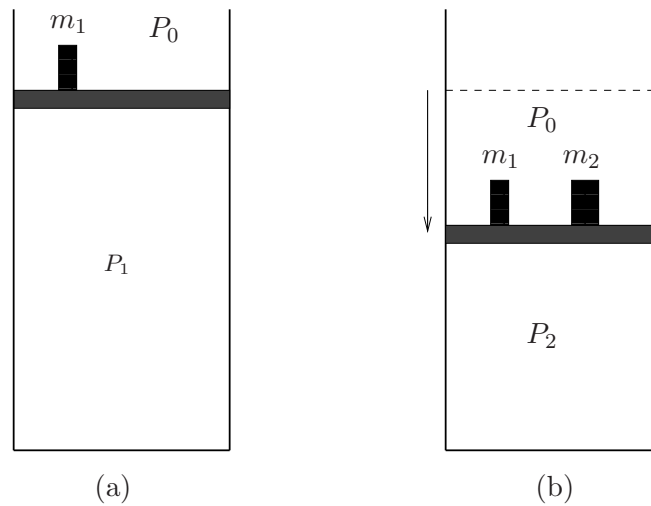 m₁ P₀
P₀
m₁ m₂
P₁
P₂
(a) (b)